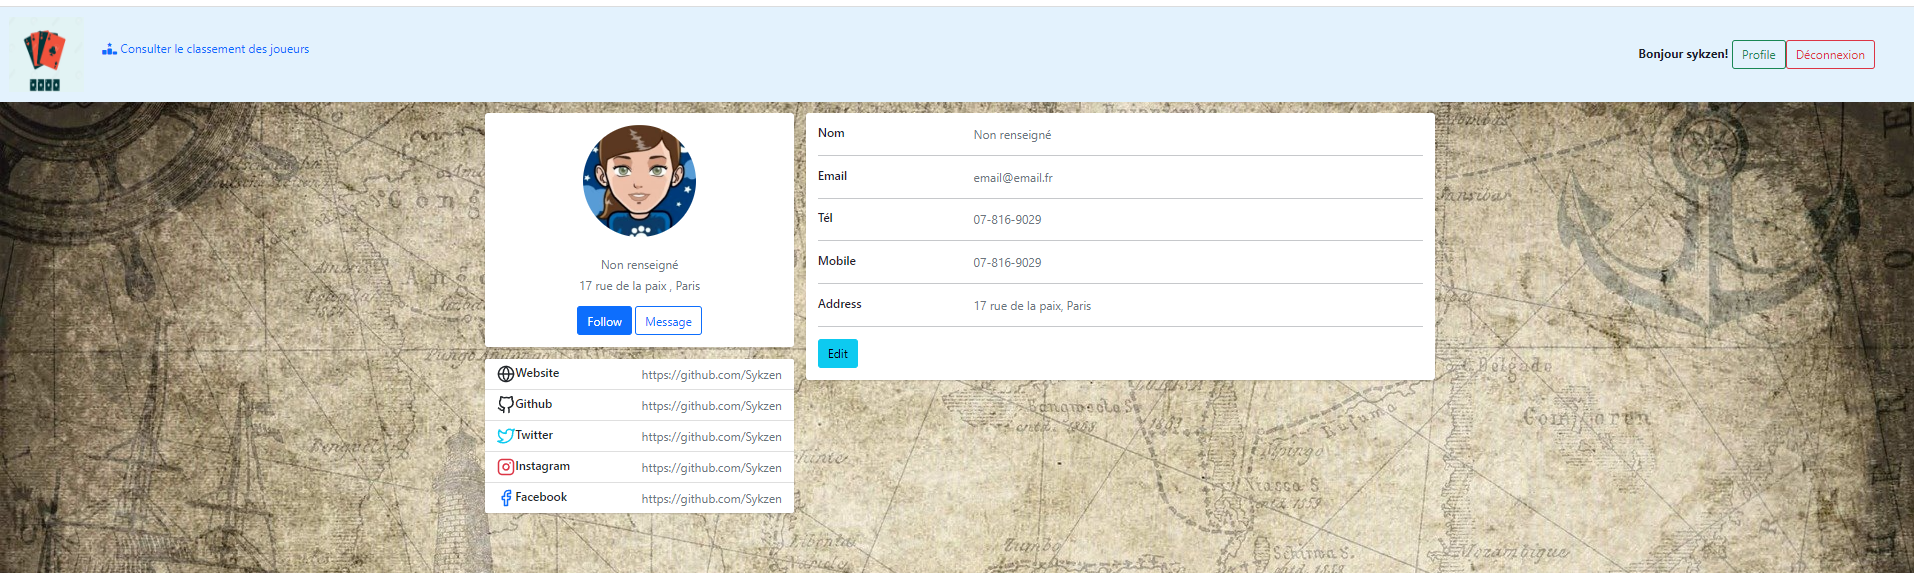 Consulter le classement des joueurs
Bonjour sykzen! Profile Déconnexion
Non renseigné
17 rue de la paix , Paris
Follow Message
Website https://github.com/Sykzen
Github https://github.com/Sykzen
Twitter https://github.com/Sykzen
Instagram https://github.com/Sykzen
Facebook https://github.com/Sykzen
Nom Non renseigné
Email email@email.fr
Tél 07-816-9029
Mobile 07-816-9029
Address 17 rue de la paix, Paris
Edit
Belgado
Zumbo
Mozambique